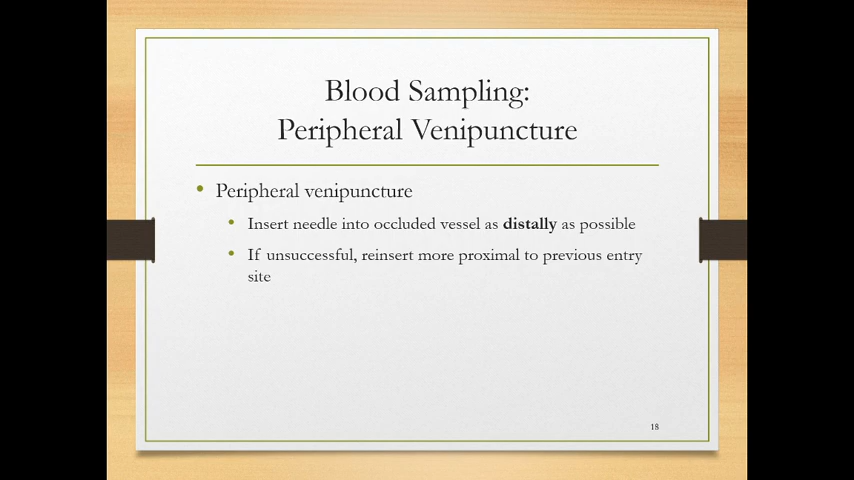 Blood Sampling:
Peripheral Venipuncture
• Peripheral venipuncture
• Insert needle into occluded vessel as distally as possible
• If unsuccessful, reinsert more proximal to previous entry
site
18